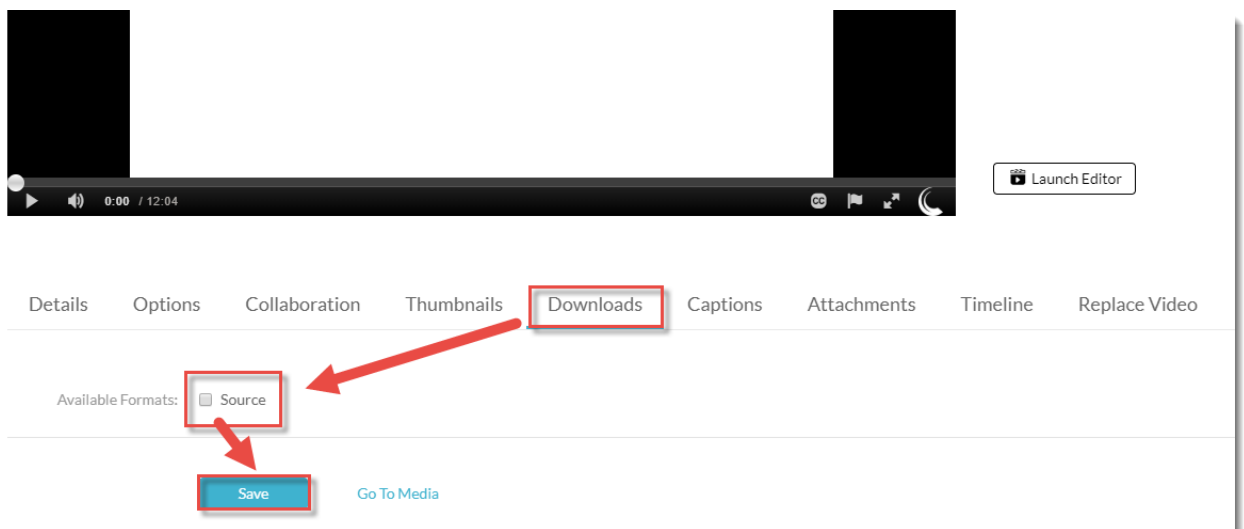 Launch Editor
0:00 / 12:04 CC
Details Options Collaboration Thumbnails Downloads Captions Attachments Timeline Replace Video
Available Formats: Source
Save Go To Media